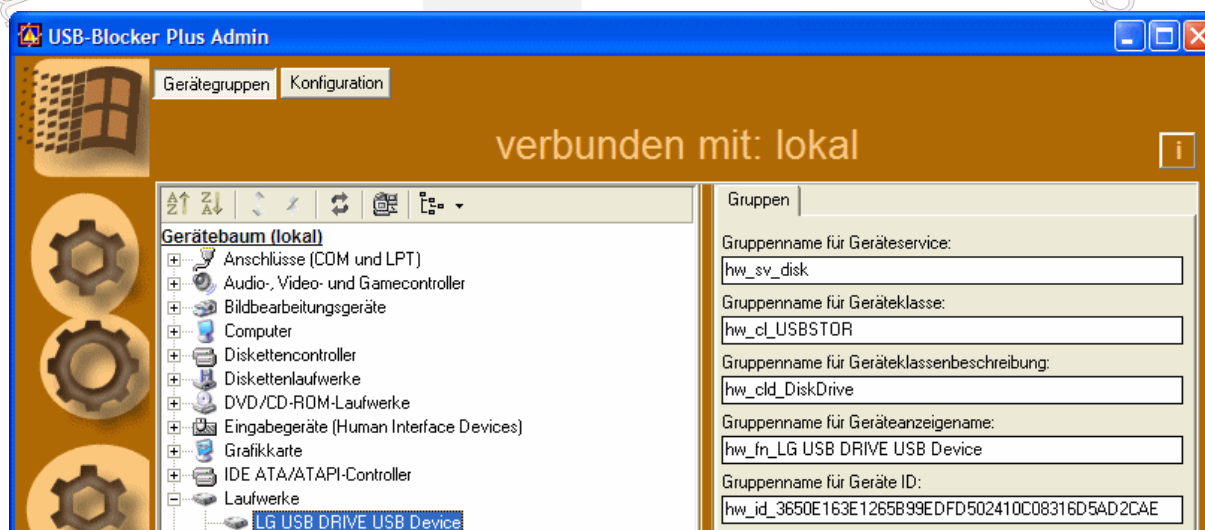 USB-Blocker Plus Admin
Gerätegruppen
Konfiguration
verbunden mit: lokal
i
Gerätebaum (lokal)
Anschlüsse (COM und LPT)
Audio-, Video- und Gamecontroller
Bildbearbeitungsgeräte
Computer
Diskettencontroller
Diskettenlaufwerke
DVD/CD-ROM-Laufwerke
Eingabegeräte (Human Interface Devices)
Grafikkarte
IDE ATA/ATAPI-Controller
Laufwerke
LG USB DRIVE USB Device
Gruppen
Gruppenname für Geräteservice:
hw_sv_disk
Gruppenname für Geräteklasse:
hw_cl_USBSTOR
Gruppenname für Geräteklassenbeschreibung:
hw_cld_DiskDrive
Gruppenname für Geräteanzeigename:
hw_fn_LG USB DRIVE USB Device
Gruppenname für Geräte ID:
hw_id_3650E163E1265B99EDFD502410C08316D5AD2CAE